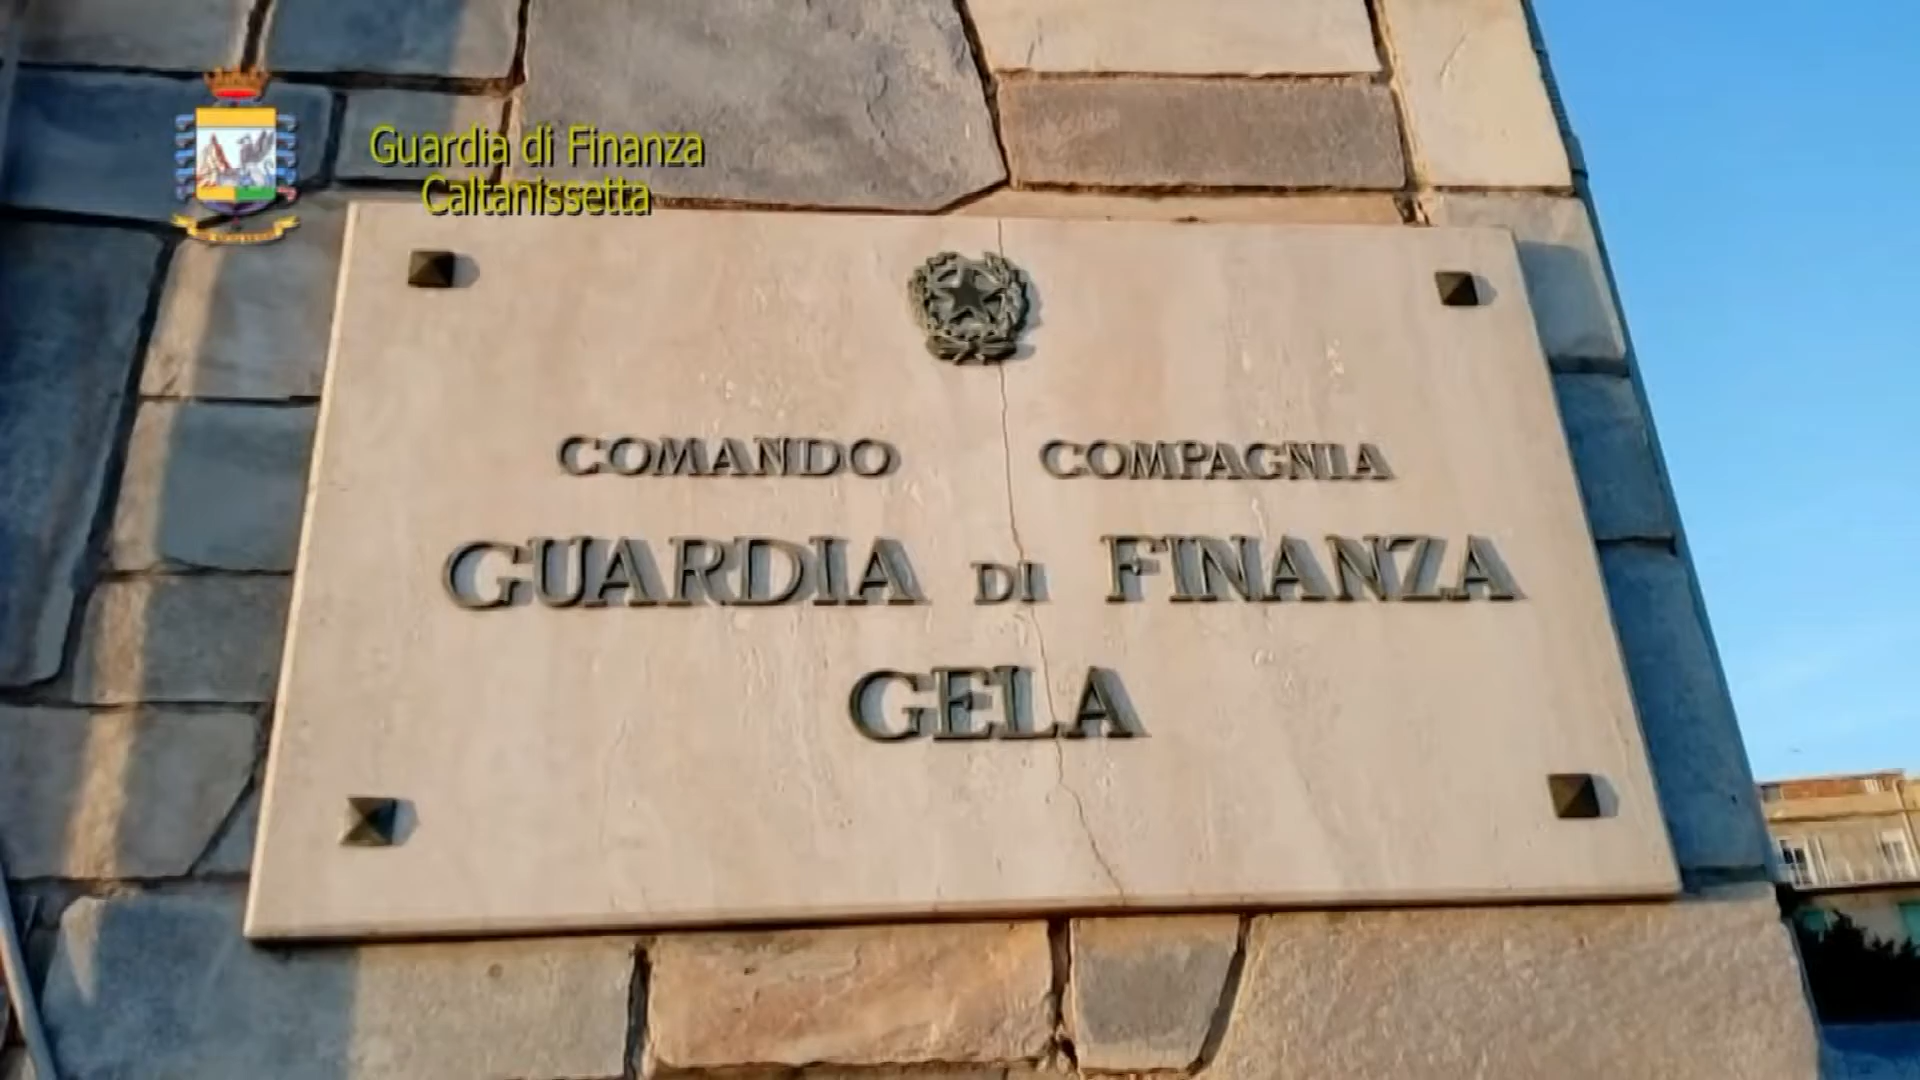 Guardia di Finanza
Caltanissetta
COMANDO COMPAGNIA
GUARDIA DI FINANZA
GELA